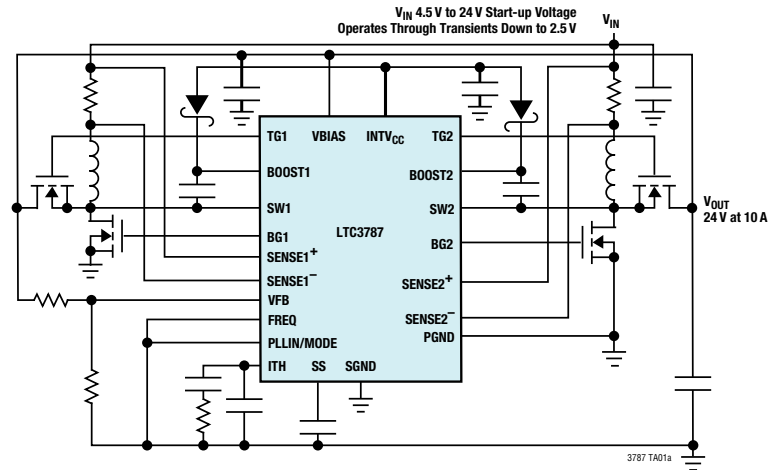 V_IN 4.5 V to 24 V Start-up Voltage
Operates Through Transients Down to 2.5 V
V_IN
TG1
VBIAS
INTV_CC
TG2
BOOST1
BOOST2
SW1
SW2
V_OUT
24 V at 10 A
LTC3787
BG1
BG2
SENSE1+
SENSE1−
SENSE2+
VFB
FREQ
SENSE2−
PLLIN/MODE
PGND
ITH
SS
SGND
3787 TA01a